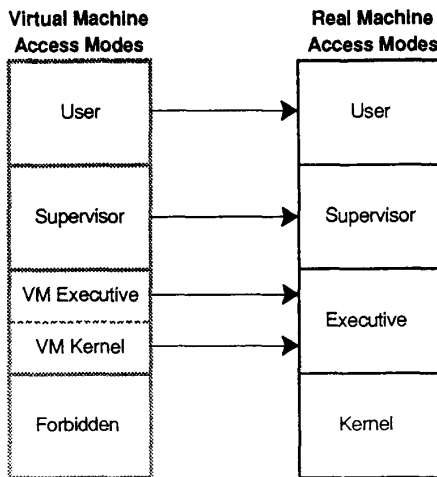 Virtual Machine
Access Modes
Real Machine
Access Modes
User
User
Supervisor
Supervisor
VM Executive
VM Kernel
Executive
Forbidden
Kernel